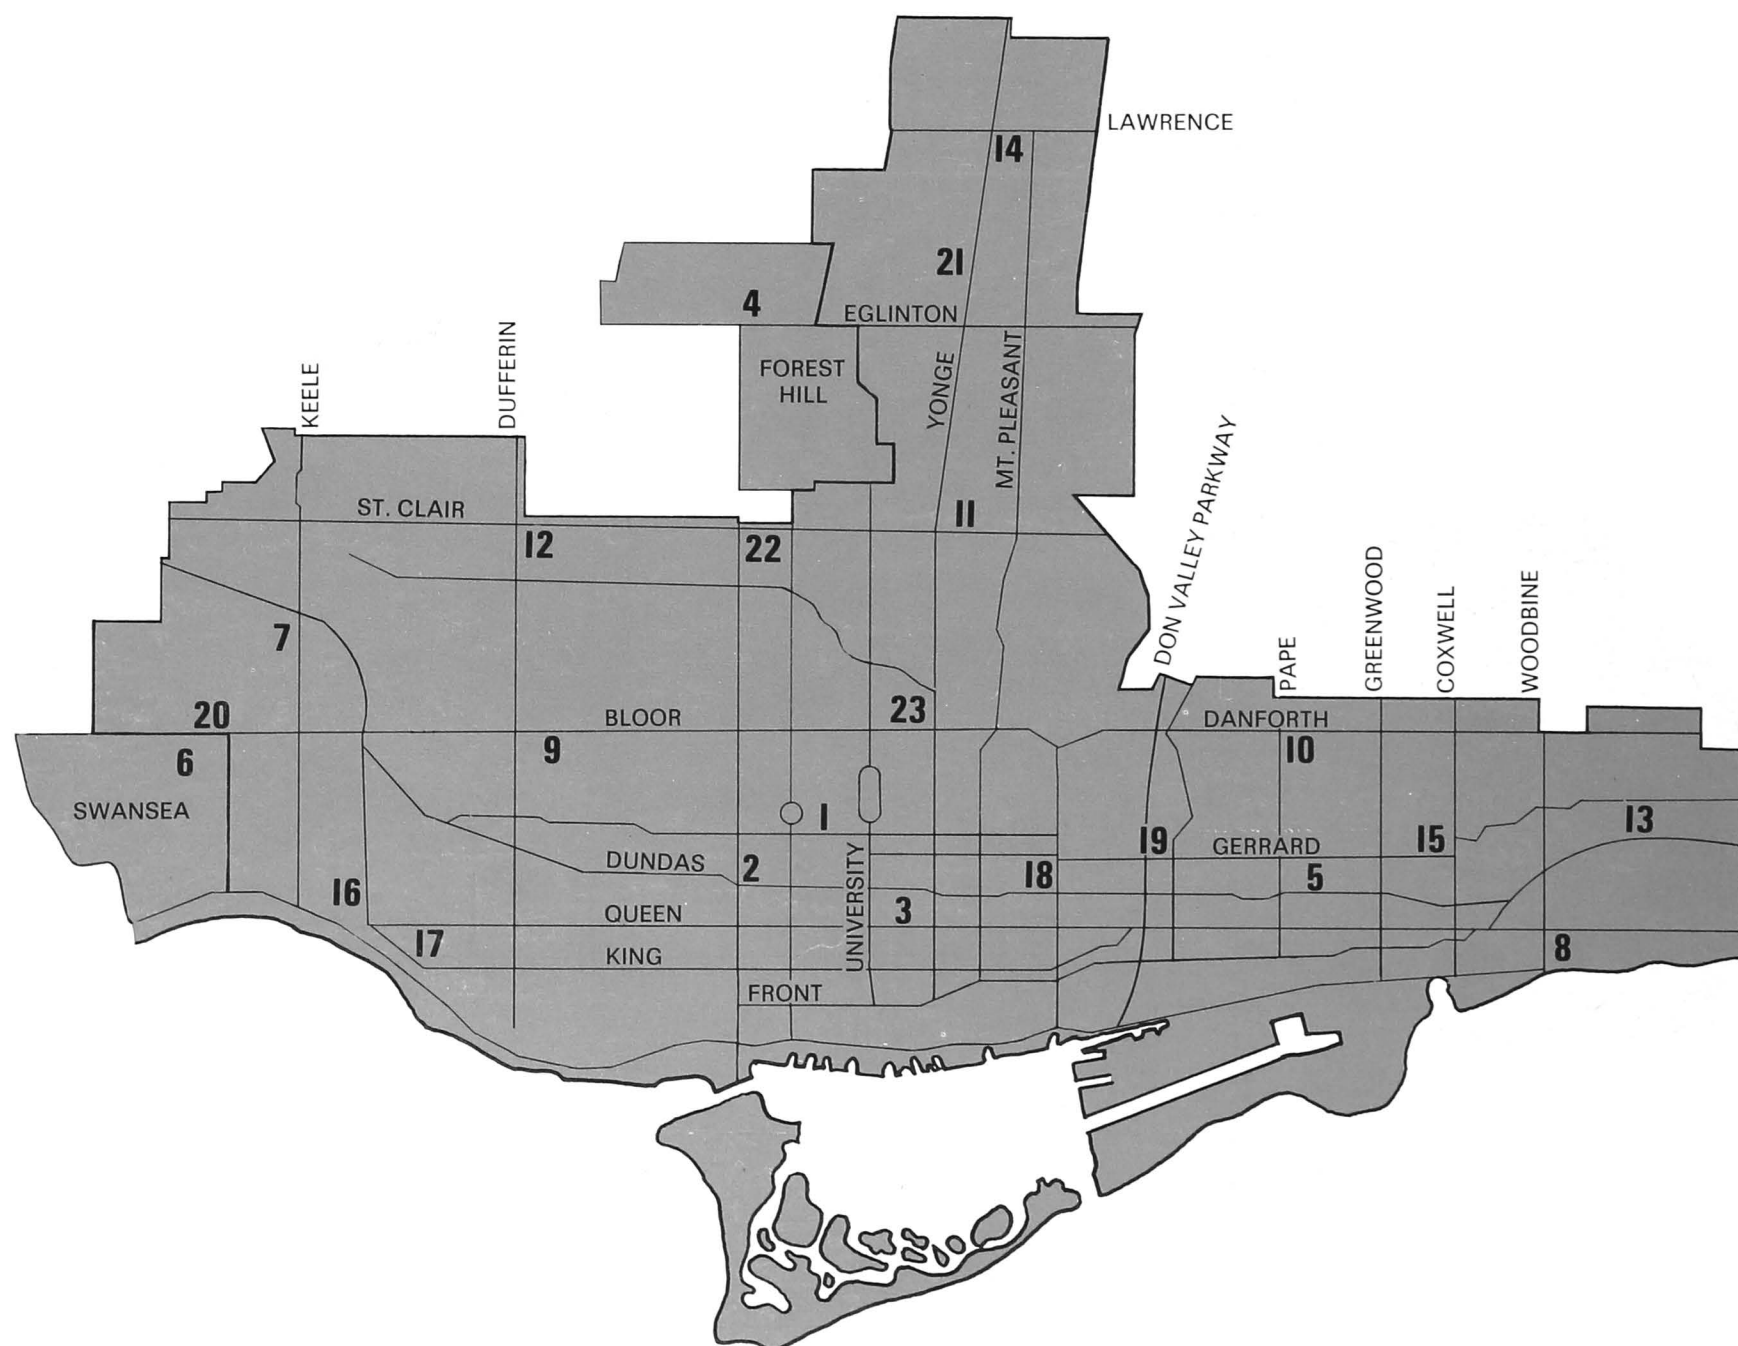 LAWRENCE
14
21
4
EGLINTON
FOREST
HILL
YONGE
MT. PLEASANT
KEELE
DUFFERIN
ST. CLAIR
11
12
22
DON VALLEY PARKWAY
PAPE
GREENWOOD
COXWELL
WOODBINE
7
20
BLOOR
23
DANFORTH
6
9
10
SWANSEA
1
13
DUNDAS
2
UNIVERSITY
18
19
GERRARD
15
5
16
QUEEN
3
17
KING
8
FRONT